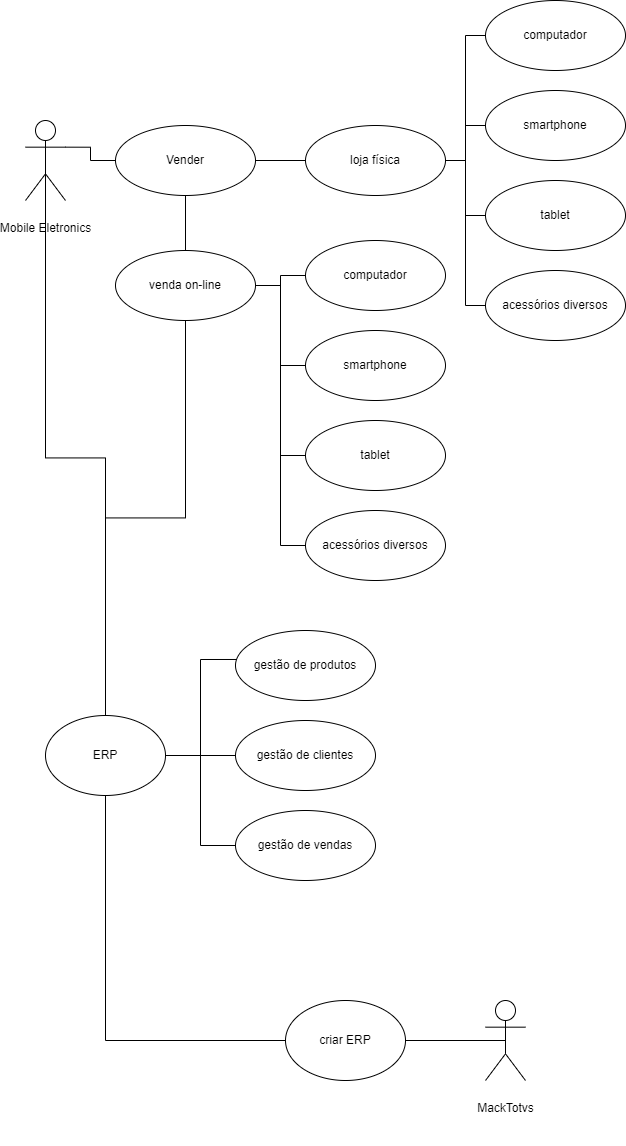 computador
smartphone
Vender
loja física
tablet
Mobile Eletronics
venda on-line
computador
acessórios diversos
smartphone
tablet
acessórios diversos
gestão de produtos
ERP
gestão de clientes
gestão de vendas
criar ERP
MackTotvs